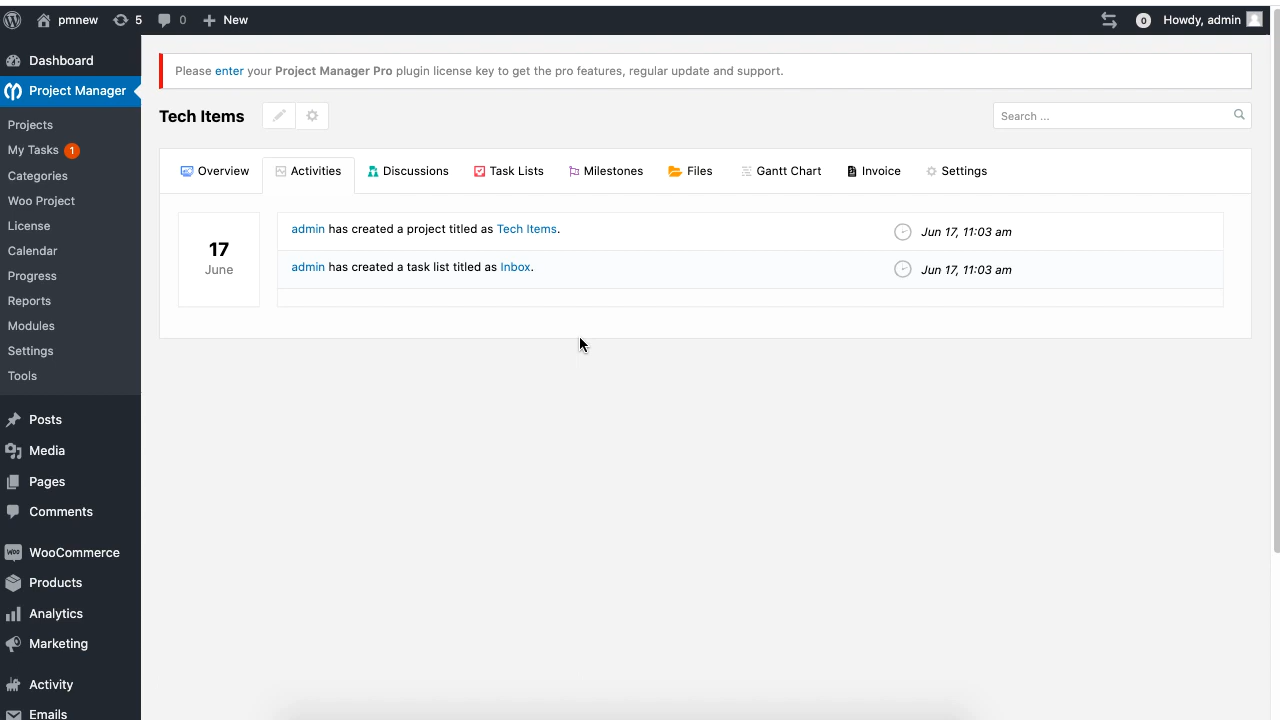 pmnew 5 0 New 0 Howdy, admin
Dashboard
Project Manager
Projects
My Tasks 1
Categories
Woo Project
License
Calendar
Progress
Reports
Modules
Settings
Tools
Posts
Media
Pages
Comments
WooCommerce
Products
Analytics
Marketing
Activity
Emails
Please enter your Project Manager Pro plugin license key to get the pro features, regular update and support.
Tech Items
Search ...
Overview Activities Discussions Task Lists Milestones Files Gantt Chart Invoice Settings
17
June
admin has created a project titled as Tech Items. Jun 17, 11:03 am
admin has created a task list titled as Inbox. Jun 17, 11:03 am